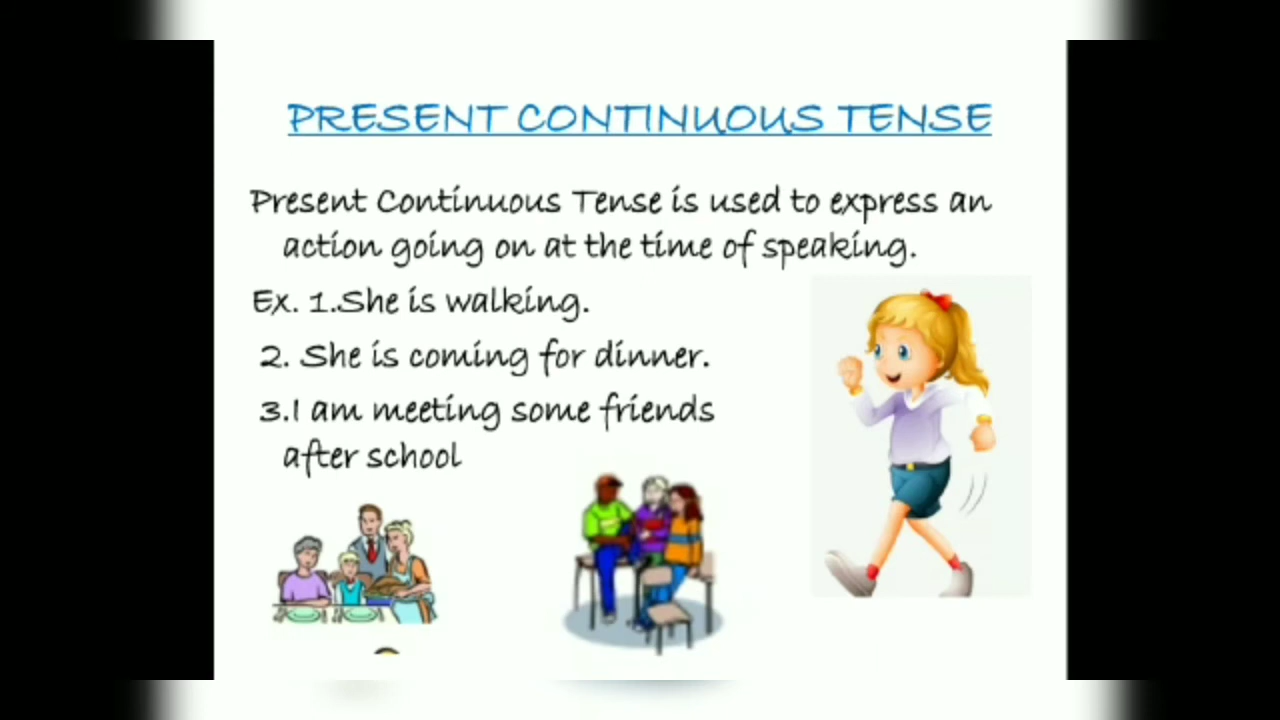 PRESENT CONTINUOUS TENSE
Present Continuous Tense is used to express an
action going on at the time of speaking.
Ex. 1.She is walking.
2. She is coming for dinner.
3.I am meeting some friends
after school